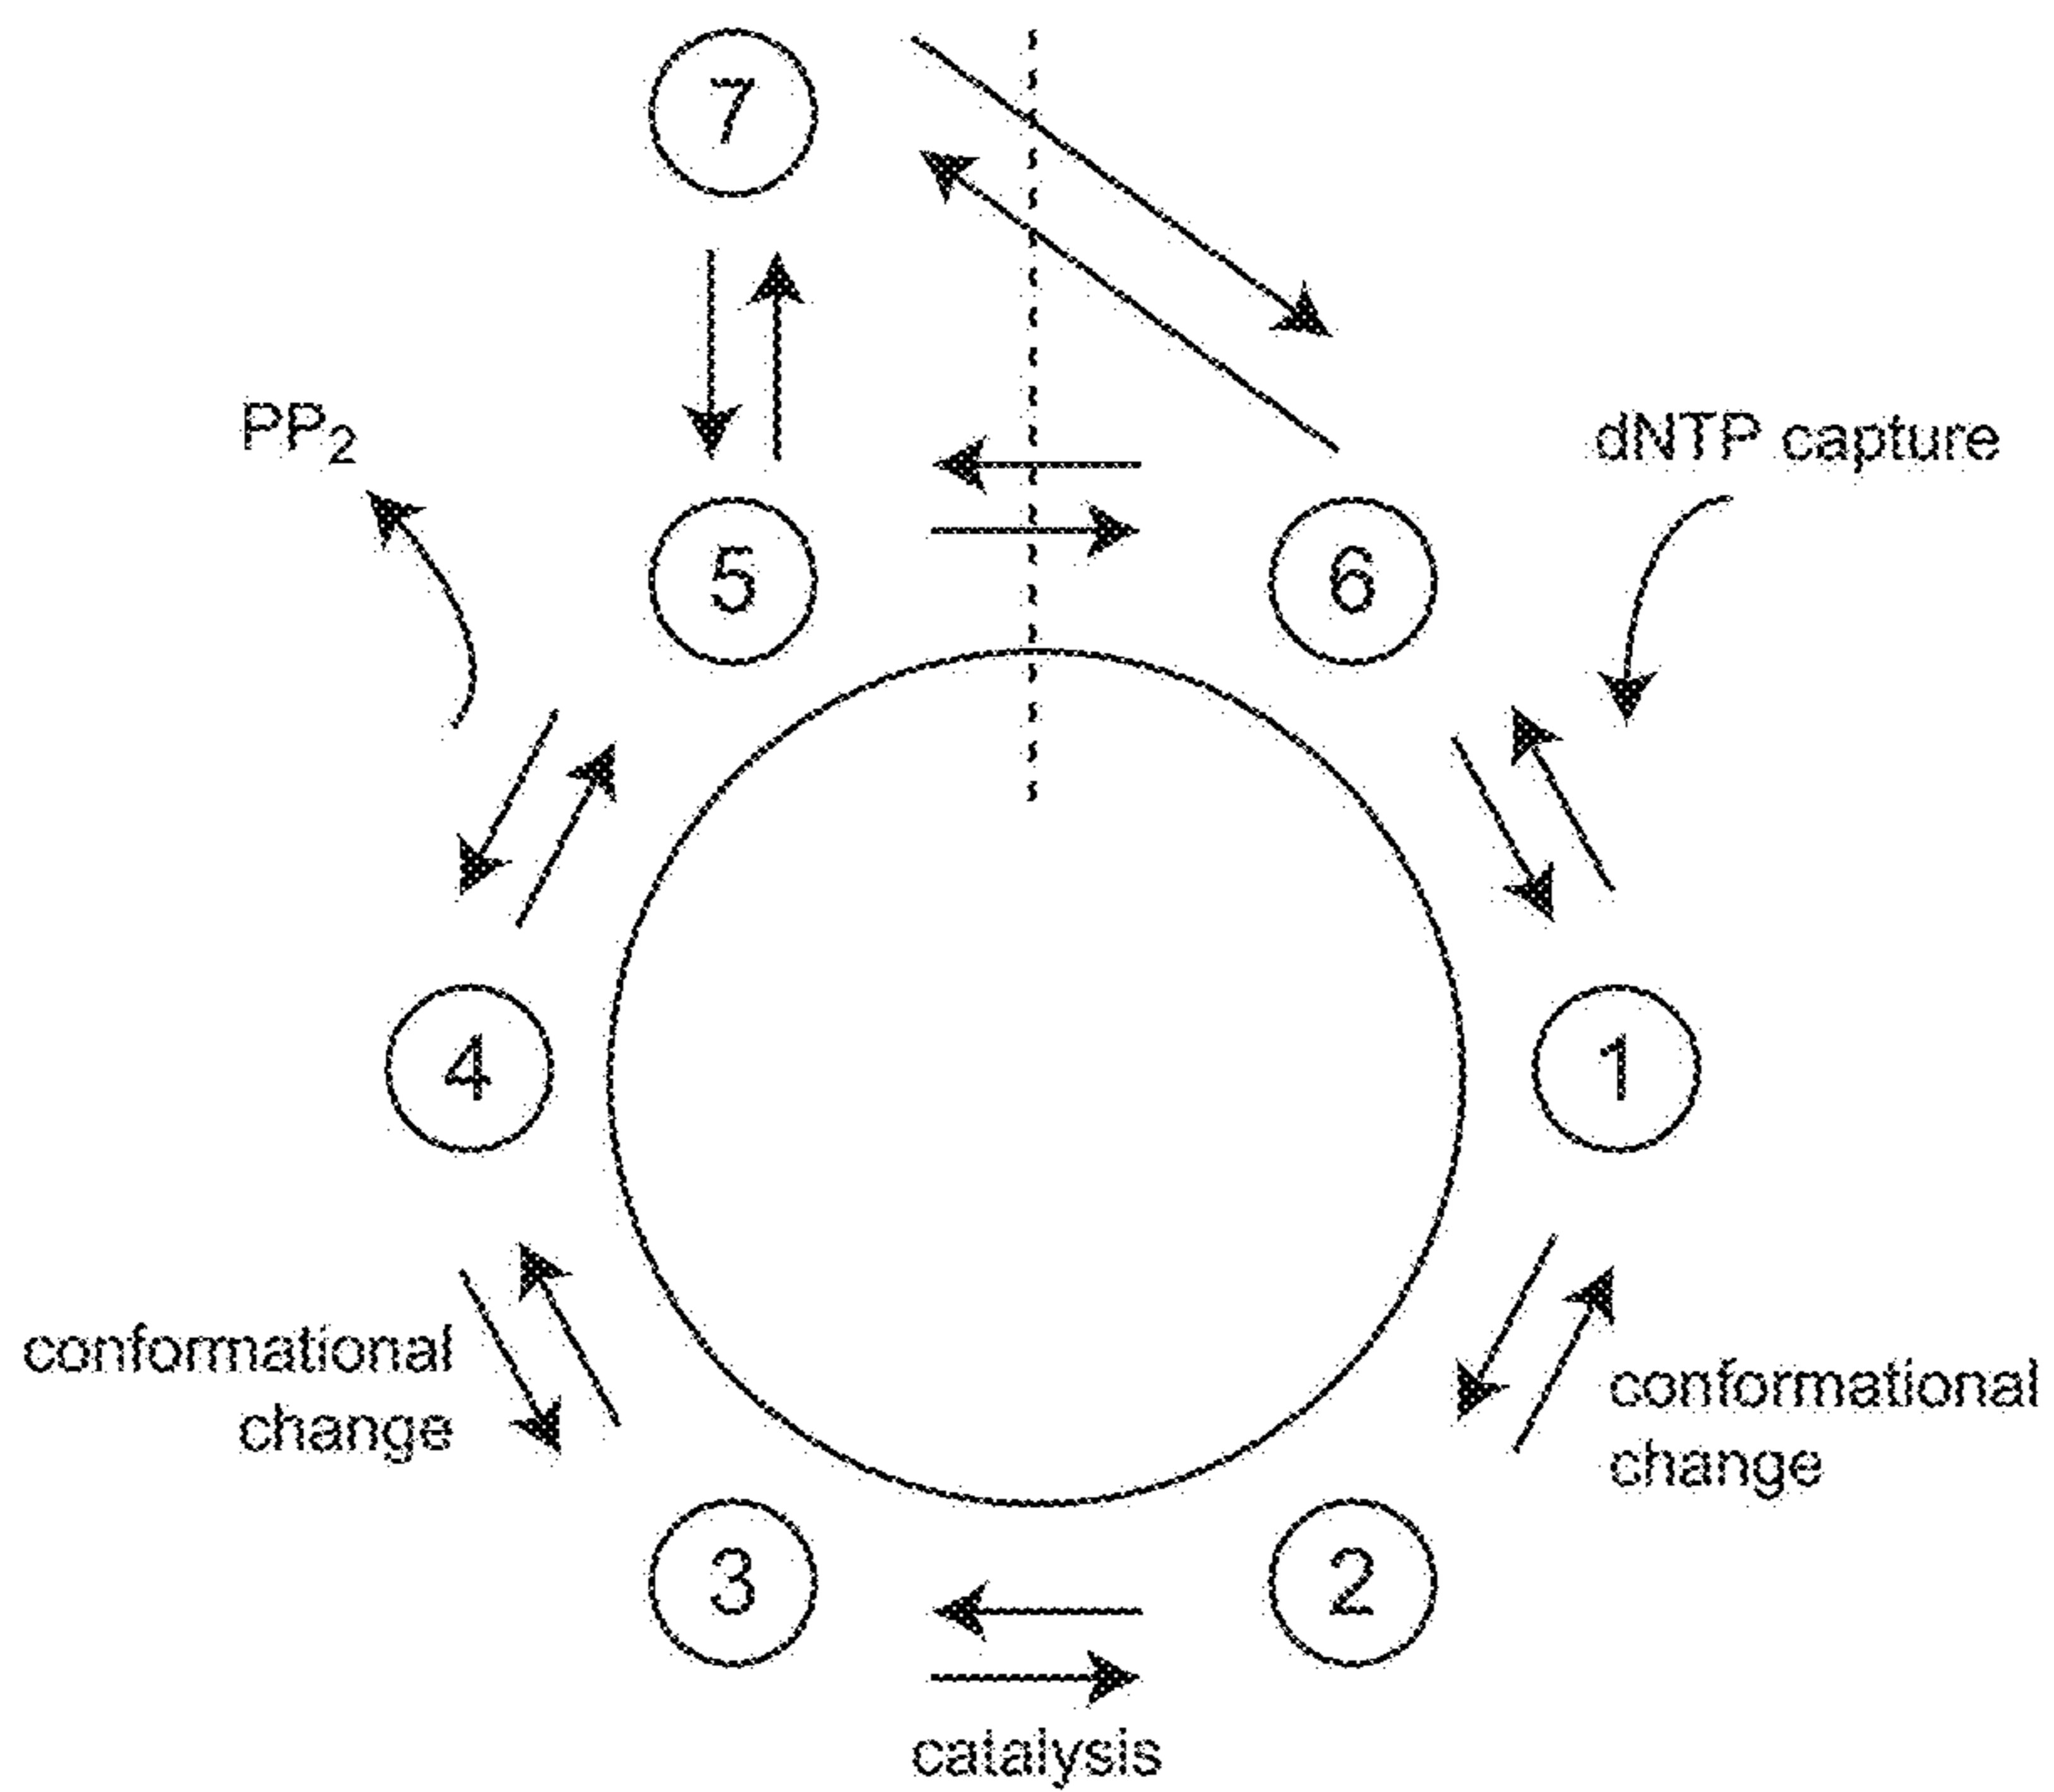 7
PP2
dNTP capture
5
6
4
1
conformational
change
conformational
change
3
2
catalysis